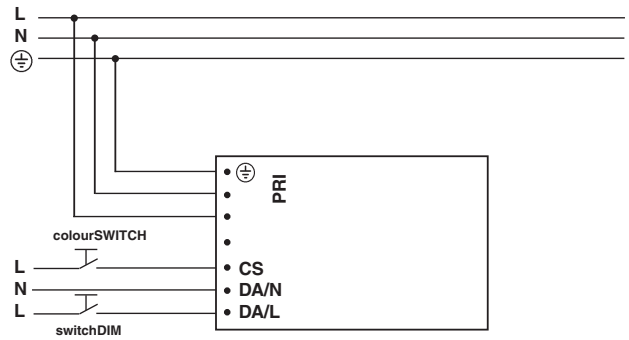 L
N
PRI
colourSWITCH
L
CS
N
DA/N
L
DA/L
switchDIM